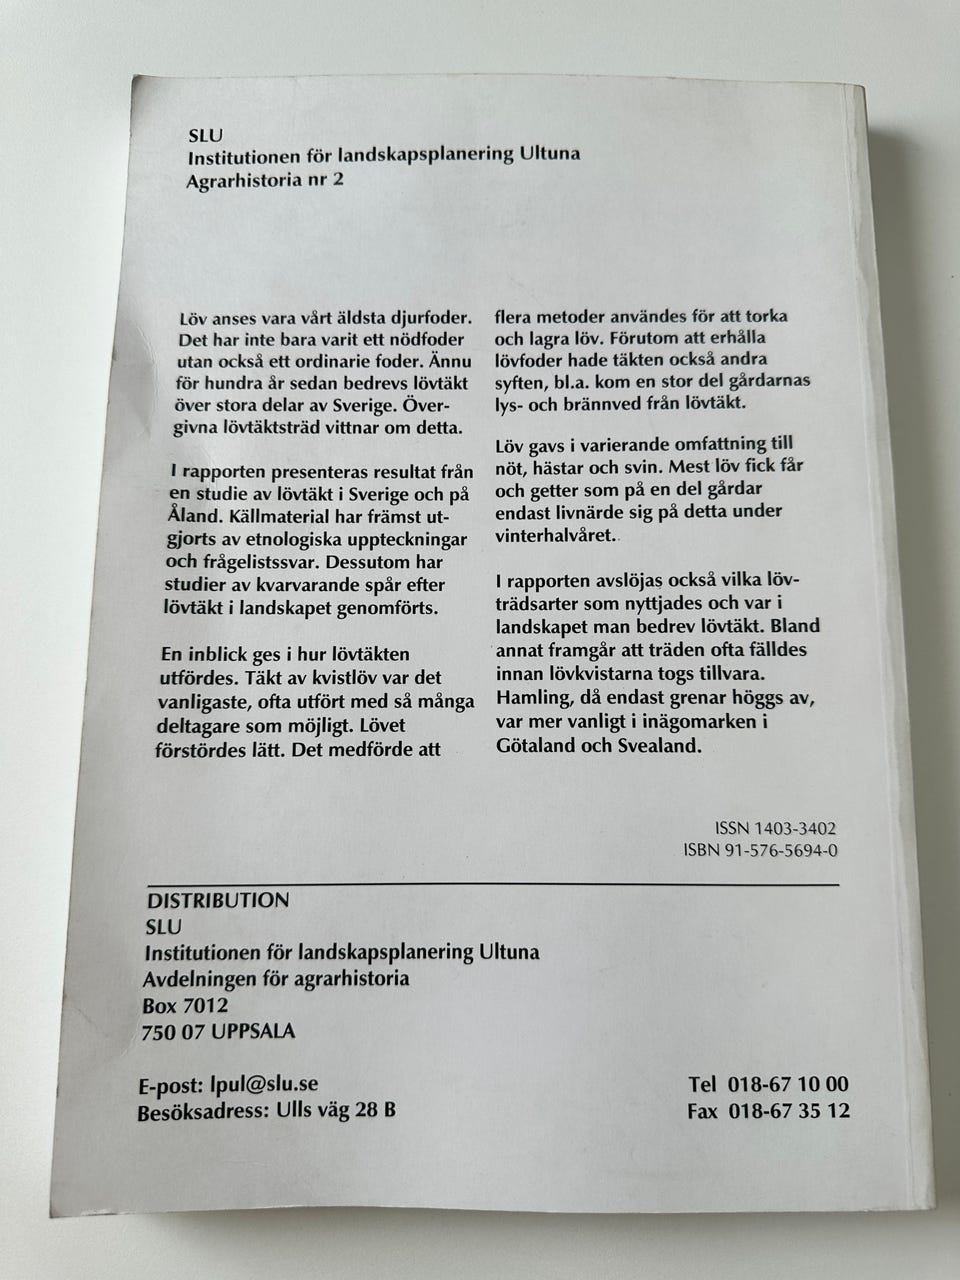 SLU
Institutionen för landskapsplanering Ultuna
Agrarhistoria nr 2
Löv anses vara vårt äldsta djurfoder.
Det har inte bara varit ett nödfoder
utan också ett ordinarie foder. Ännu
för hundra år sedan bedrevs lövtäkt
över stora delar av Sverige. Över-
givna lövtäktsträd vittnar om detta.
I rapporten presenteras resultat från
en studie av lövtäkt i Sverige och på
Åland. Källmaterial har främst ut-
gjorts av etnologiska uppteckningar
och frågelistssvar. Dessutom har
studier av kvarvarande spår efter
lövtäkt i landskapet genomförts.
En inblick ges i hur lövtäkten
utfördes. Täkt av kvistlöv var det
vanligaste, ofta utfört med så många
deltagare som möjligt. Lövet
förstördes lätt. Det medförde att
flera metoder användes för att torka
och lagra löv. Förutom att erhålla
lövfoder hade täkten också andra
syften, bl.a. kom en stor del gårdarnas
lys- och brännved från lövtäkt.
Löv gavs i varierande omfattning till
nöt, hästar och svin. Mest löv fick får
och getter som på en del gårdar
endast livnärde sig på detta under
vinterhalvåret.
I rapporten avslöjas också vilka löv-
trädsarter som nyttjades och var i
landskapet man bedrev lövtäkt. Bland
annat framgår att träden ofta fälldes
innan lövkvistarna togs tillvara.
Hamling, då endast grenar höggs av,
var mer vanligt i inägomarken i
Götaland och Svealand.
ISSN 1403-3402
ISBN 91-576-5694-0
DISTRIBUTION
SLU
Institutionen för landskapsplanering Ultuna
Avdelningen för agrarhistoria
Box 7012
750 07 UPPSALA
E-post: lpul@slu.se
Besöksadress: Ulls väg 28 B
Tel 018-67 10 00
Fax 018-67 35 12